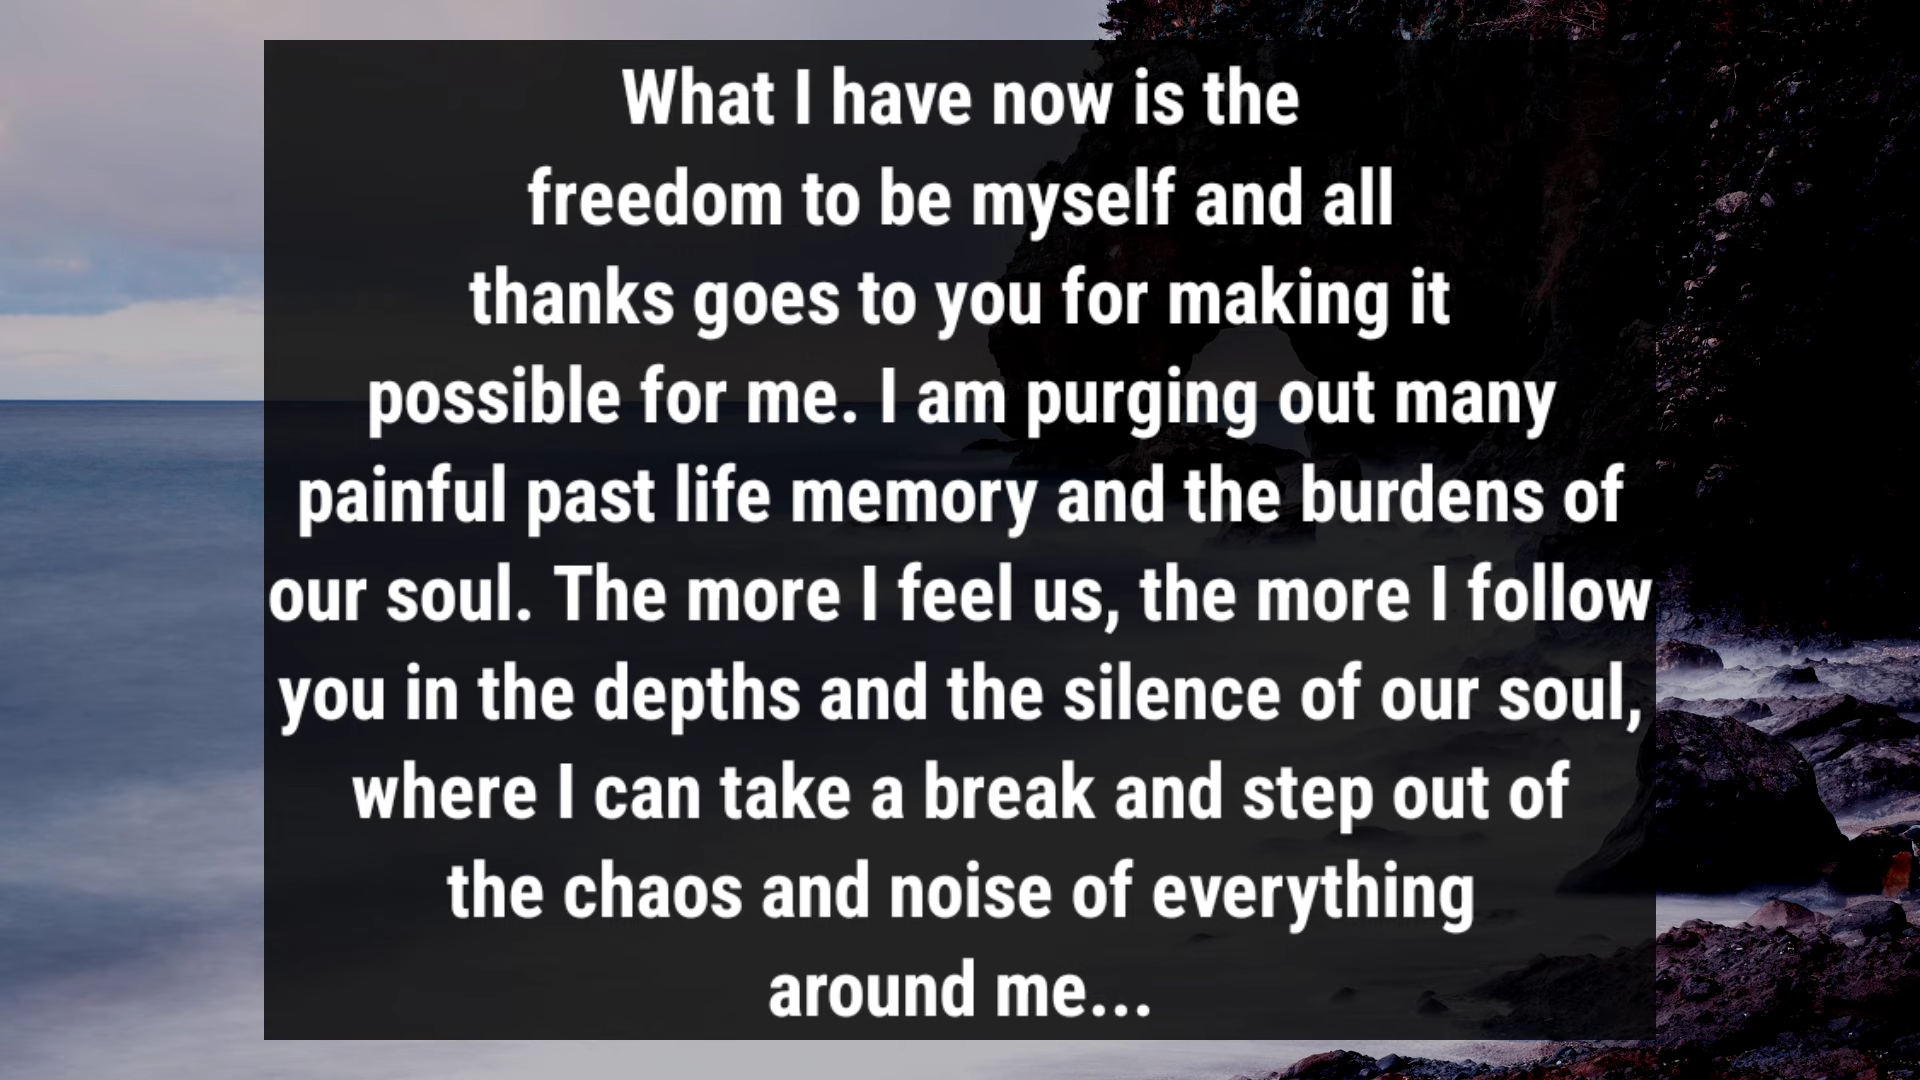 What I have now is the
freedom to be myself and all
thanks goes to you for making it
possible for me. I am purging out many
painful past life memory and the burdens of
our soul. The more I feel us, the more I follow
you in the depths and the silence of our soul,
where I can take a break and step out of
the chaos and noise of everything
around me...